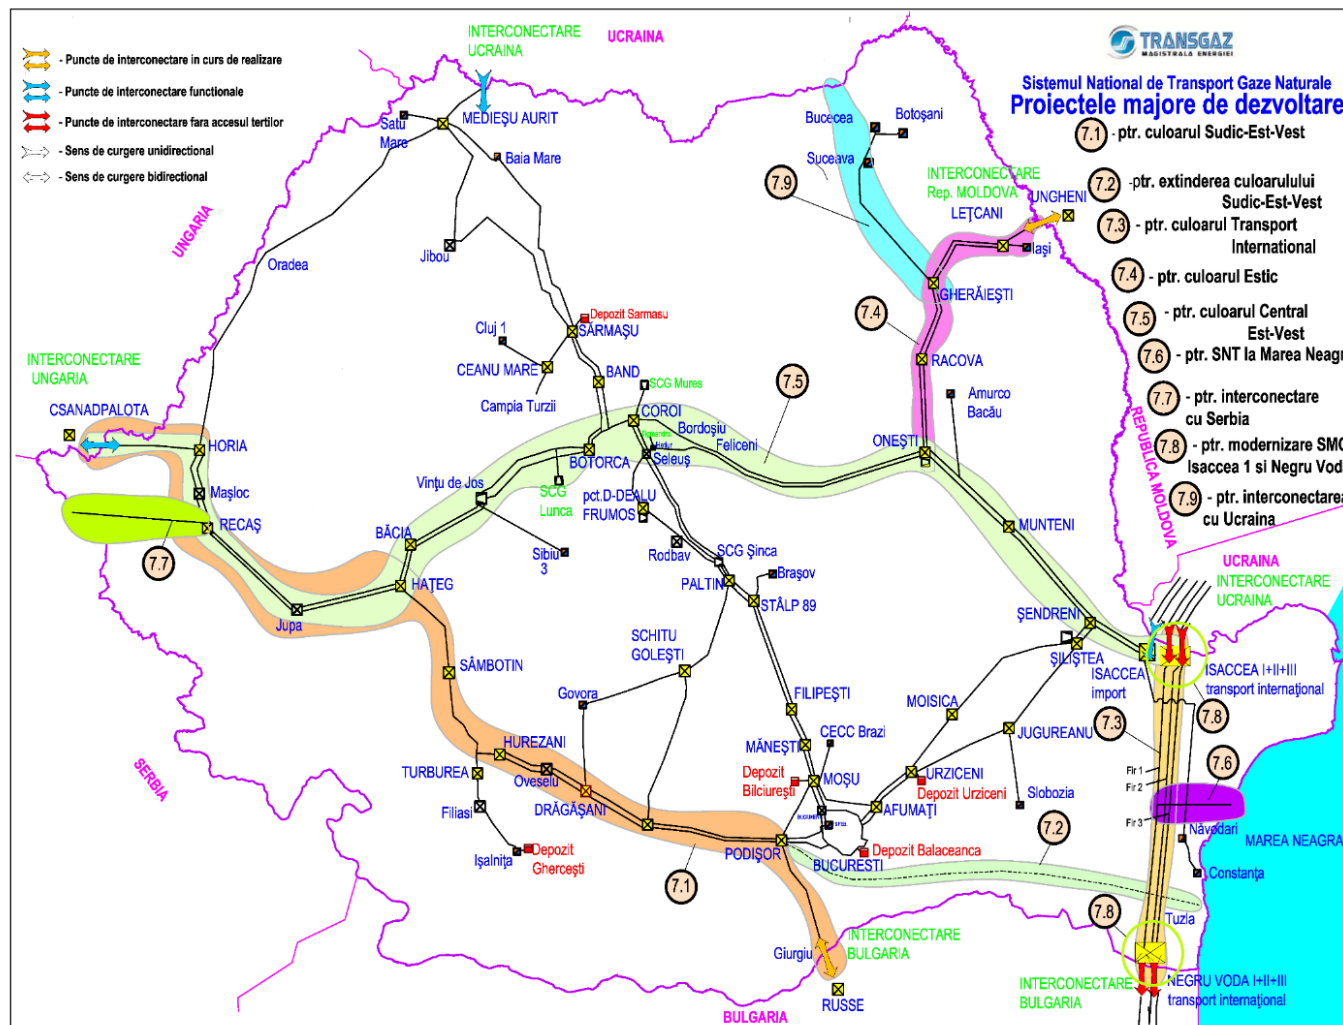 INTERCONECTARE
UCRAINA
UCRAINA
TRANSGAZ
MAGISTRALA ENERGIEI
- Puncte de interconectare in curs de realizare
- Puncte de interconectare functionale
- Puncte de interconectare fara accesul tertilor
- Sens de curgere unidirectional
- Sens de curgere bidirectional
Sistemul National de Transport Gaze Naturale
Proiectele majore de dezvoltare
7.1 - ptr. culoarul Sudic-Est-Vest
7.2 -ptr. extinderea culoarulului
Sudic-Est-Vest
7.3 - ptr. culoarul Transport
International
7.4 - ptr. culoarul Estic
7.5 - ptr. culoarul Central
Est-Vest
7.6 - ptr. SNT la Marea Neagr
7.7 - ptr. interconectare
cu Serbia
7.8 - ptr. modernizare SMG
Isaccea 1 si Negru Vod
7.9 - ptr. interconectarea
cu Ucraina
Satu
Mare
MEDIEŞU AURIT
Baia Mare
Bucecea
Botoşani
Suceava
7.9
INTERCONECTARE
Rep. MOLDOVA
UNGHENI
LEŢCANI
Iaşi
UNGARIA
Oradea
Jibou
GHERĂIEŞTI
7.4
Depozit Sarmasu
SĂRMAŞU
Cluj 1
CEANU MARE
BAND
Campia Turzii
SCG Mures
RACOVA
7.5
Amurco
Bacău
REPUBLICA MOLDOVA
INTERCONECTARE
UNGARIA
CSANADPALOTA
HORIA
COROI
Bordoşiu
Feliceni
ONEŞTI
BOTORCA
Seleuş
Maşloc
Vinţu de Jos
SCG
Lunca
pct.D-DEALU
FRUMOS
RECAŞ
7.7
BĂCIA
Sibiu
3
Rodbav
SCG Şinca
MUNTENI
HAŢEG
PALTIN
Braşov
STÂLP 89
UCRAINA
INTERCONECTARE
UCRAINA
Jupa
ŞENDRENI
SCHITU
GOLEŞTI
SÂMBOTIN
ŞILIŞTEA
ISACCEA
import
ISACCEA I+II+III
transport internaţional
7.8
Govora
FILIPEŞTI
MOISICA
7.3
JUGUREANU
CECC Brazi
MĂNEŞTI
HUREZANI
Oveselu
TURBUREA
SERBIA
DRĂGĂŞANI
Depozit
Bilciureşti
MOŞU
URZICENI
Depozit Urziceni
Slobozia
Fir 1
Fir 2
Fir 3
7.6
Filiasi
AFUMAŢI
7.2
Năvodari
MAREA NEAGRA
Işalniţa
Depozit
Gherceşti
PODIŞOR
BUCURESTI
Depozit Balaceanca
7.1
Constanţa
7.8
Tuzla
Giurgiu
INTERCONECTARE
BULGARIA
INTERCONECTARE
BULGARIA
NEGRU VODA I+II+III
transport internaţional
RUSSE
BULGARIA